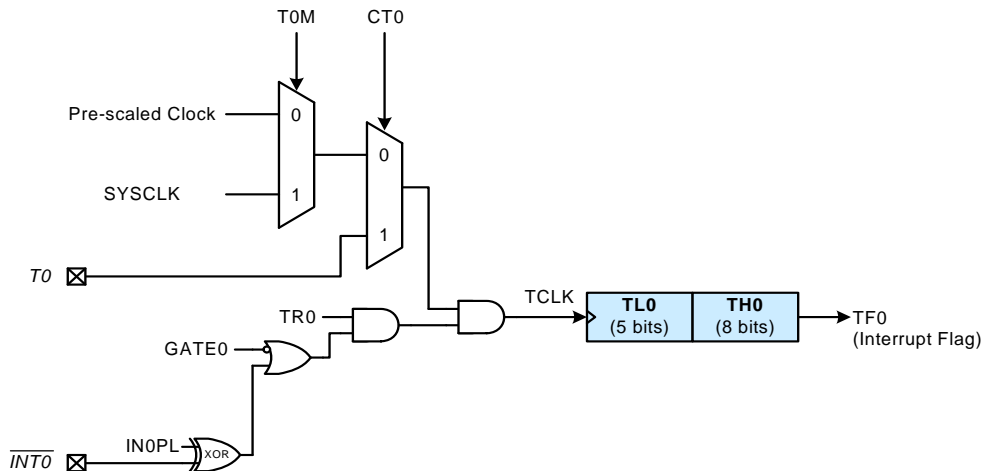 T0M CT0
Pre-scaled Clock
0
0
SYSCLK
1
1
T0
TCLK
TL0
(5 bits)
TH0
(8 bits)
TF0
(Interrupt Flag)
TR0
GATE0
IN0PL
XOR
INT0